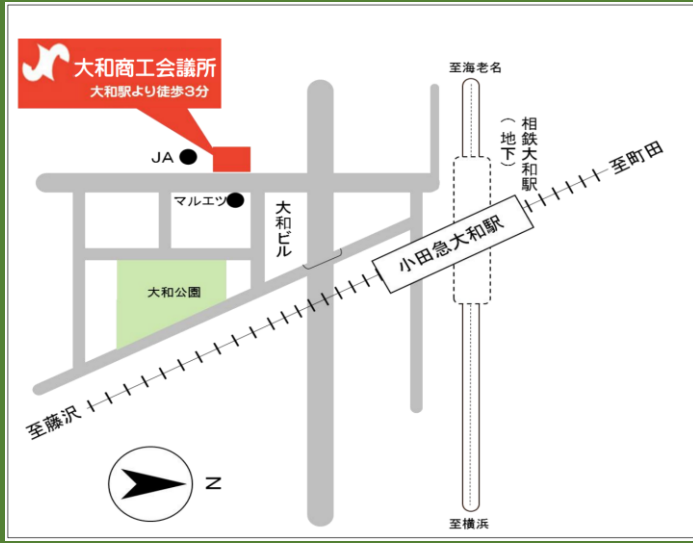 大和商工会議所
大和駅より徒歩3分
至海老名
相鉄大和駅
（地下）
至町田
JA
マルエツ
大和ビル
小田急大和駅
大和公園
至藤沢
N
至横浜